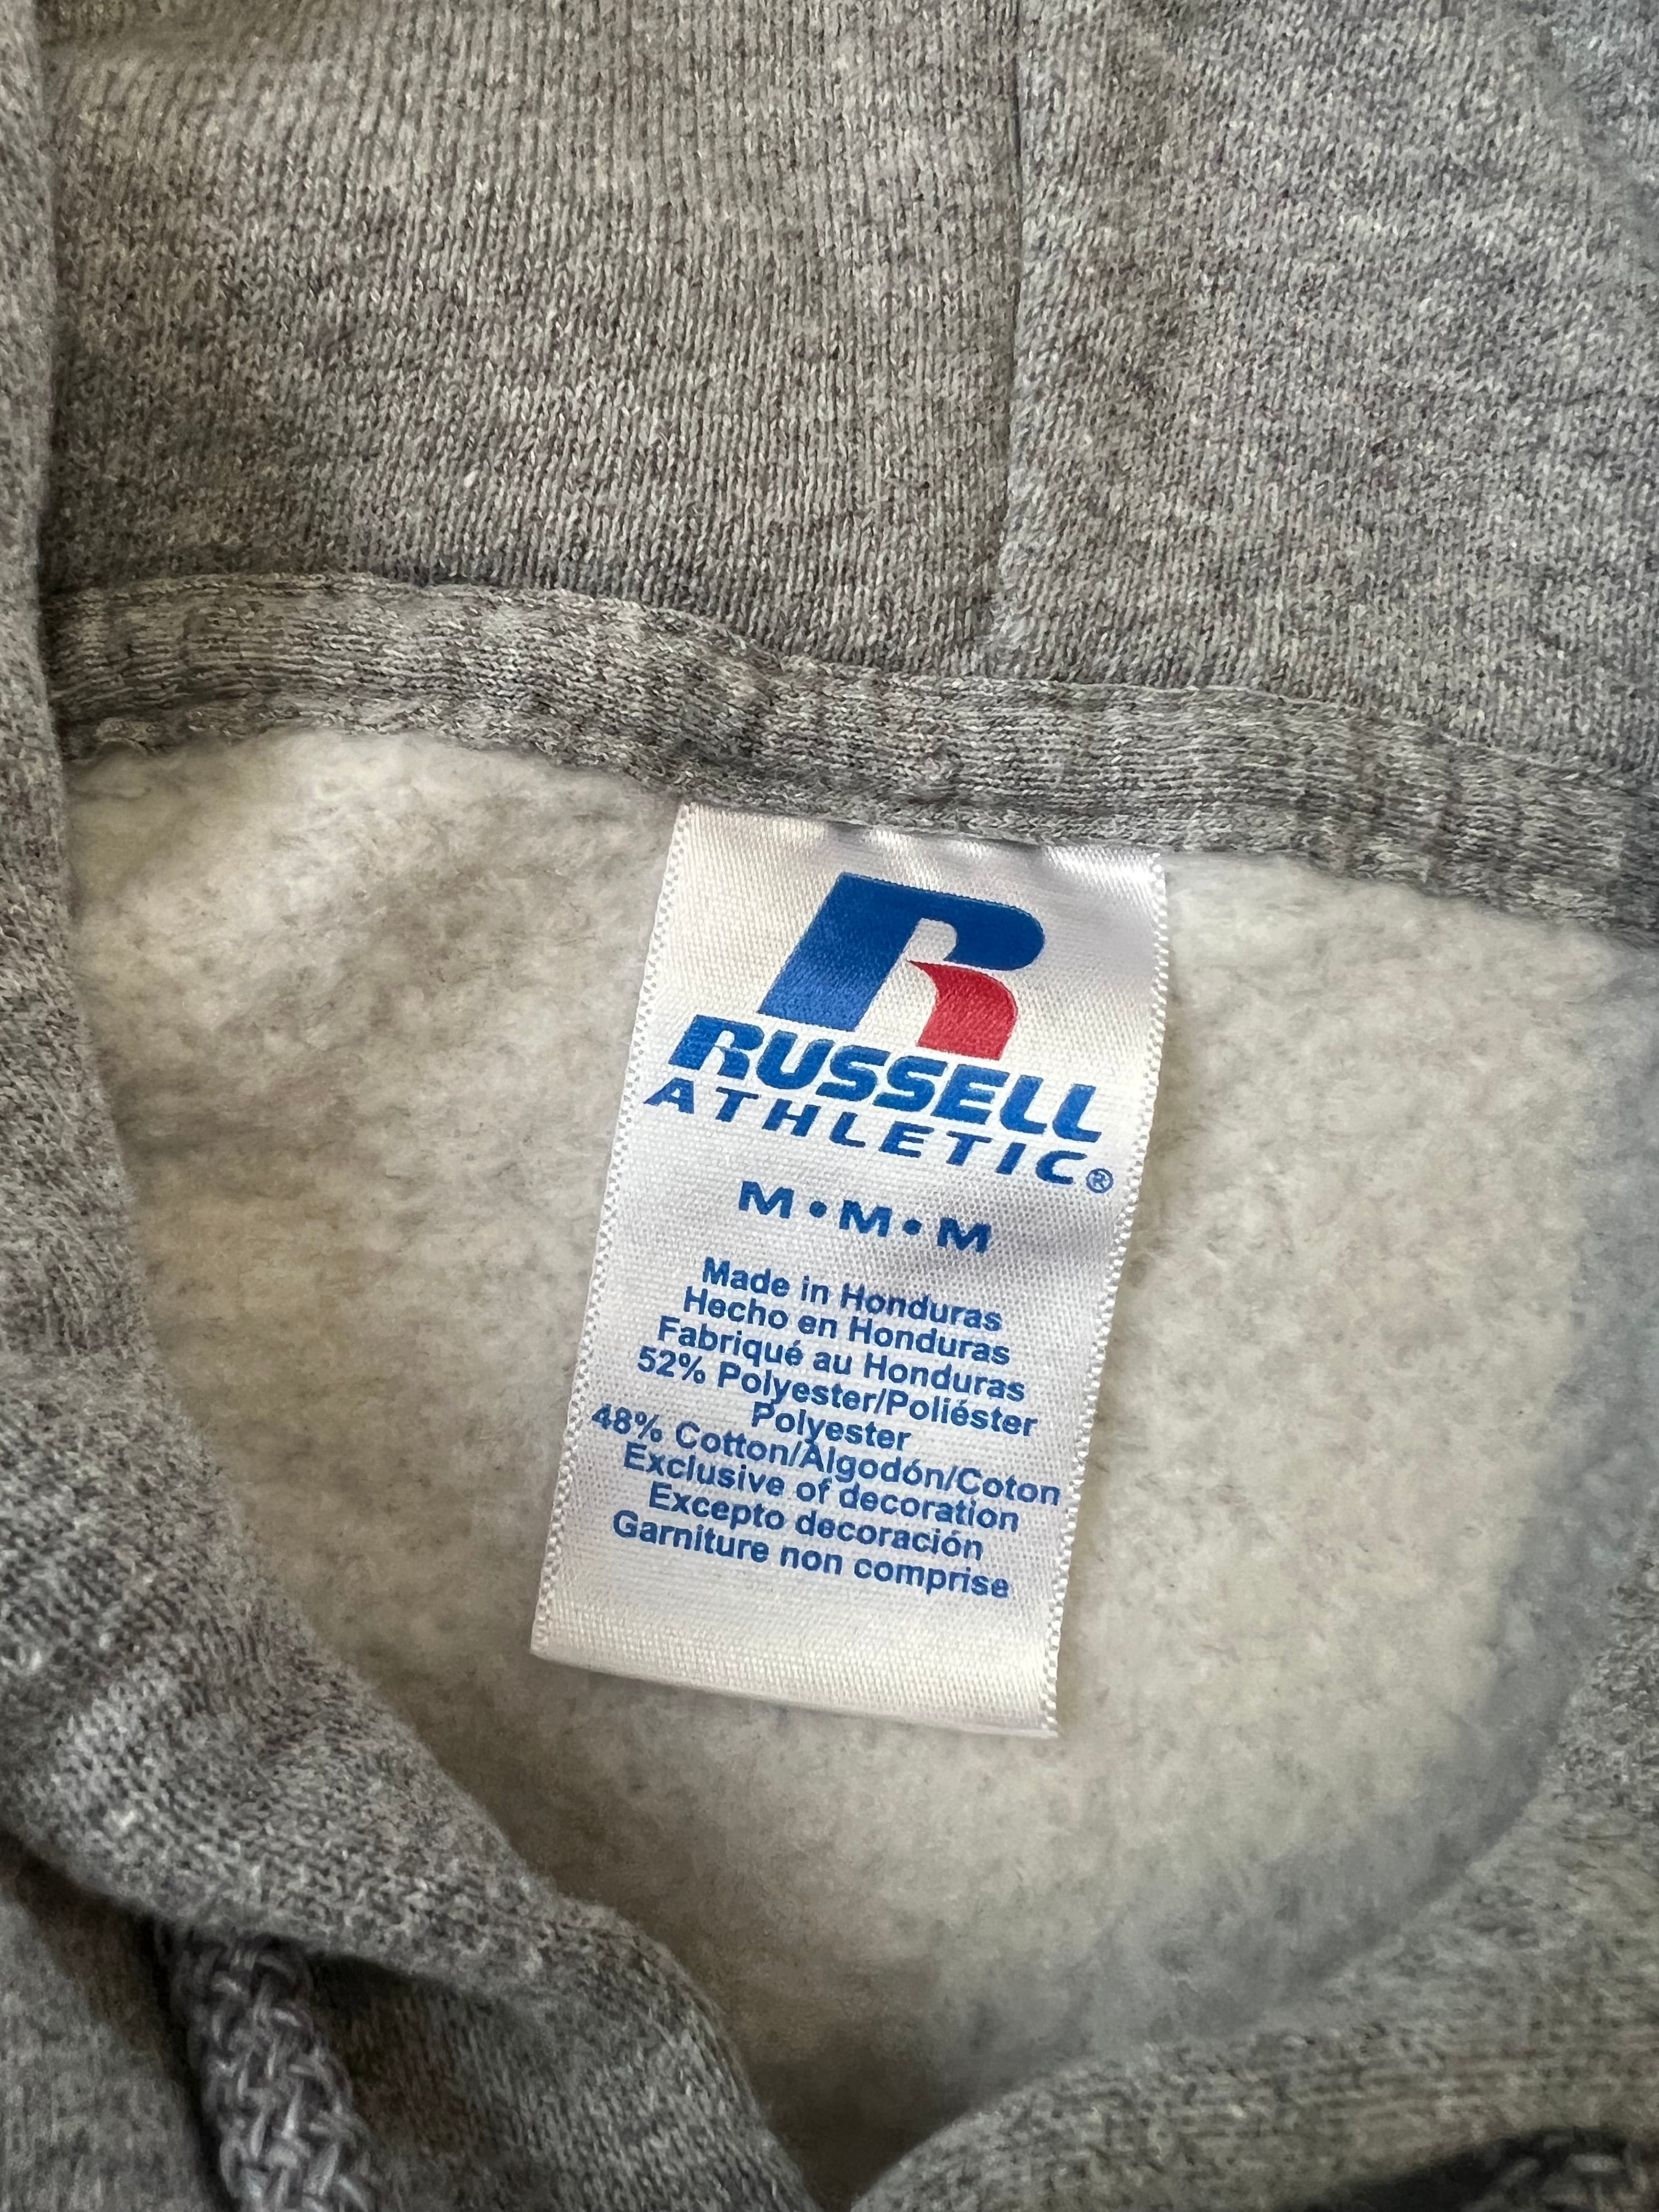 R
RUSSELL
ATHLETIC®
M•M•M
Made in Honduras
Hecho en Honduras
Fabriqué au Honduras
52% Polyester/Poliéster
Polyester
48% Cotton/Algodón/Coton
Exclusive of decoration
Excepto decoración
Garniture non comprise